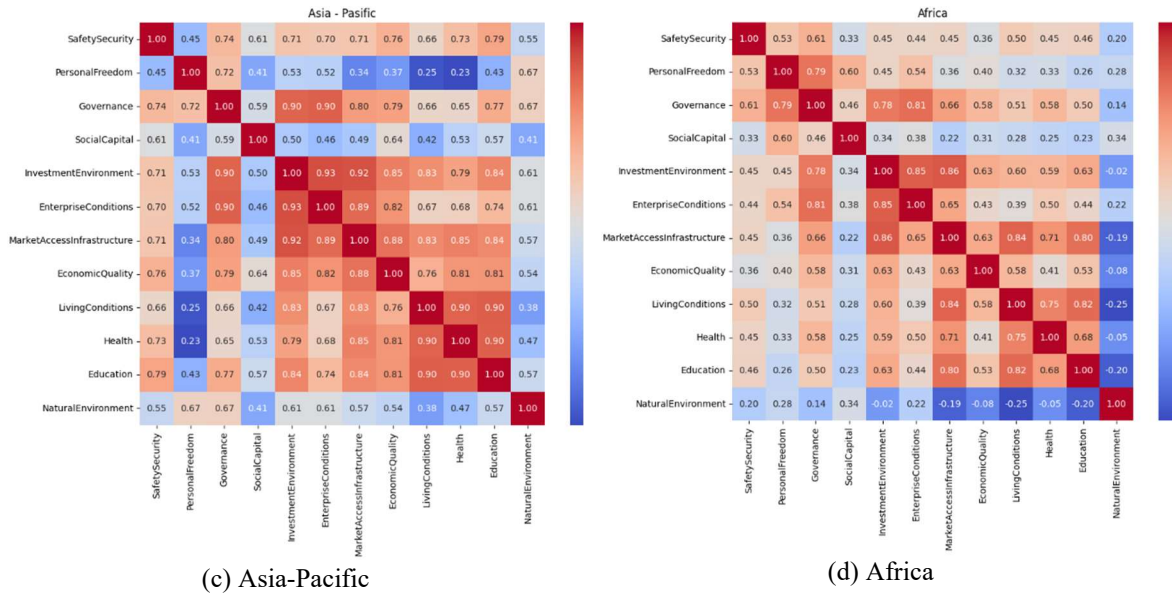 Asia - Pasific
SafetySecurity 1.00 0.45 0.74 0.61 0.71 0.70 0.71 0.76 0.66 0.73 0.79 0.55
PersonalFreedom 0.45 1.00 0.72 0.41 0.53 0.52 0.34 0.37 0.25 0.23 0.43 0.67
Governance 0.74 0.72 1.00 0.59 0.90 0.90 0.80 0.79 0.66 0.65 0.77 0.67
SocialCapital 0.61 0.41 0.59 1.00 0.50 0.46 0.49 0.64 0.42 0.53 0.57 0.41
InvestmentEnvironment 0.71 0.53 0.90 0.50 1.00 0.93 0.92 0.85 0.83 0.79 0.84 0.61
EnterpriseConditions 0.70 0.52 0.90 0.46 0.93 1.00 0.89 0.82 0.67 0.68 0.74 0.61
MarketAccessInfrastructure 0.71 0.34 0.80 0.49 0.92 0.89 1.00 0.88 0.83 0.85 0.84 0.57
EconomicQuality 0.76 0.37 0.79 0.64 0.85 0.82 0.88 1.00 0.76 0.81 0.81 0.54
LivingConditions 0.66 0.25 0.66 0.42 0.83 0.67 0.83 0.76 1.00 0.90 0.90 0.38
Health 0.73 0.23 0.65 0.53 0.79 0.68 0.85 0.81 0.90 1.00 0.90 0.47
Education 0.79 0.43 0.77 0.57 0.84 0.74 0.84 0.81 0.90 0.90 1.00 0.57
NaturalEnvironment 0.55 0.67 0.67 0.41 0.61 0.61 0.57 0.54 0.38 0.47 0.57 1.00
SafetySecurity
PersonalFreedom
Governance
SocialCapital
InvestmentEnvironment
EnterpriseConditions
MarketAccessInfrastructure
EconomicQuality
LivingConditions
Health
Education
NaturalEnvironment
(c) Asia-Pacific
Africa
SafetySecurity 1.00 0.53 0.61 0.33 0.45 0.44 0.45 0.36 0.50 0.45 0.46 0.20
PersonalFreedom 0.53 1.00 0.79 0.60 0.45 0.54 0.36 0.40 0.32 0.33 0.26 0.28
Governance 0.61 0.79 1.00 0.46 0.78 0.81 0.66 0.58 0.51 0.58 0.50 0.14
SocialCapital 0.33 0.60 0.46 1.00 0.34 0.38 0.22 0.31 0.28 0.25 0.23 0.34
InvestmentEnvironment 0.45 0.45 0.78 0.34 1.00 0.85 0.86 0.63 0.60 0.59 0.63 -0.02
EnterpriseConditions 0.44 0.54 0.81 0.38 0.85 1.00 0.65 0.43 0.39 0.50 0.44 0.22
MarketAccessInfrastructure 0.45 0.36 0.66 0.22 0.86 0.65 1.00 0.63 0.84 0.71 0.80 -0.19
EconomicQuality 0.36 0.40 0.58 0.31 0.63 0.43 0.63 1.00 0.58 0.41 0.53 -0.08
LivingConditions 0.50 0.32 0.51 0.28 0.60 0.39 0.84 0.58 1.00 0.75 0.82 -0.25
Health 0.45 0.33 0.58 0.25 0.59 0.50 0.71 0.41 0.75 1.00 0.68 -0.05
Education 0.46 0.26 0.50 0.23 0.63 0.44 0.80 0.53 0.82 0.68 1.00 -0.20
NaturalEnvironment 0.20 0.28 0.14 0.34 -0.02 0.22 -0.19 -0.08 -0.25 -0.05 -0.20 1.00
SafetySecurity
PersonalFreedom
Governance
SocialCapital
InvestmentEnvironment
EnterpriseConditions
MarketAccessInfrastructure
EconomicQuality
LivingConditions
Health
Education
NaturalEnvironment
(d) Africa